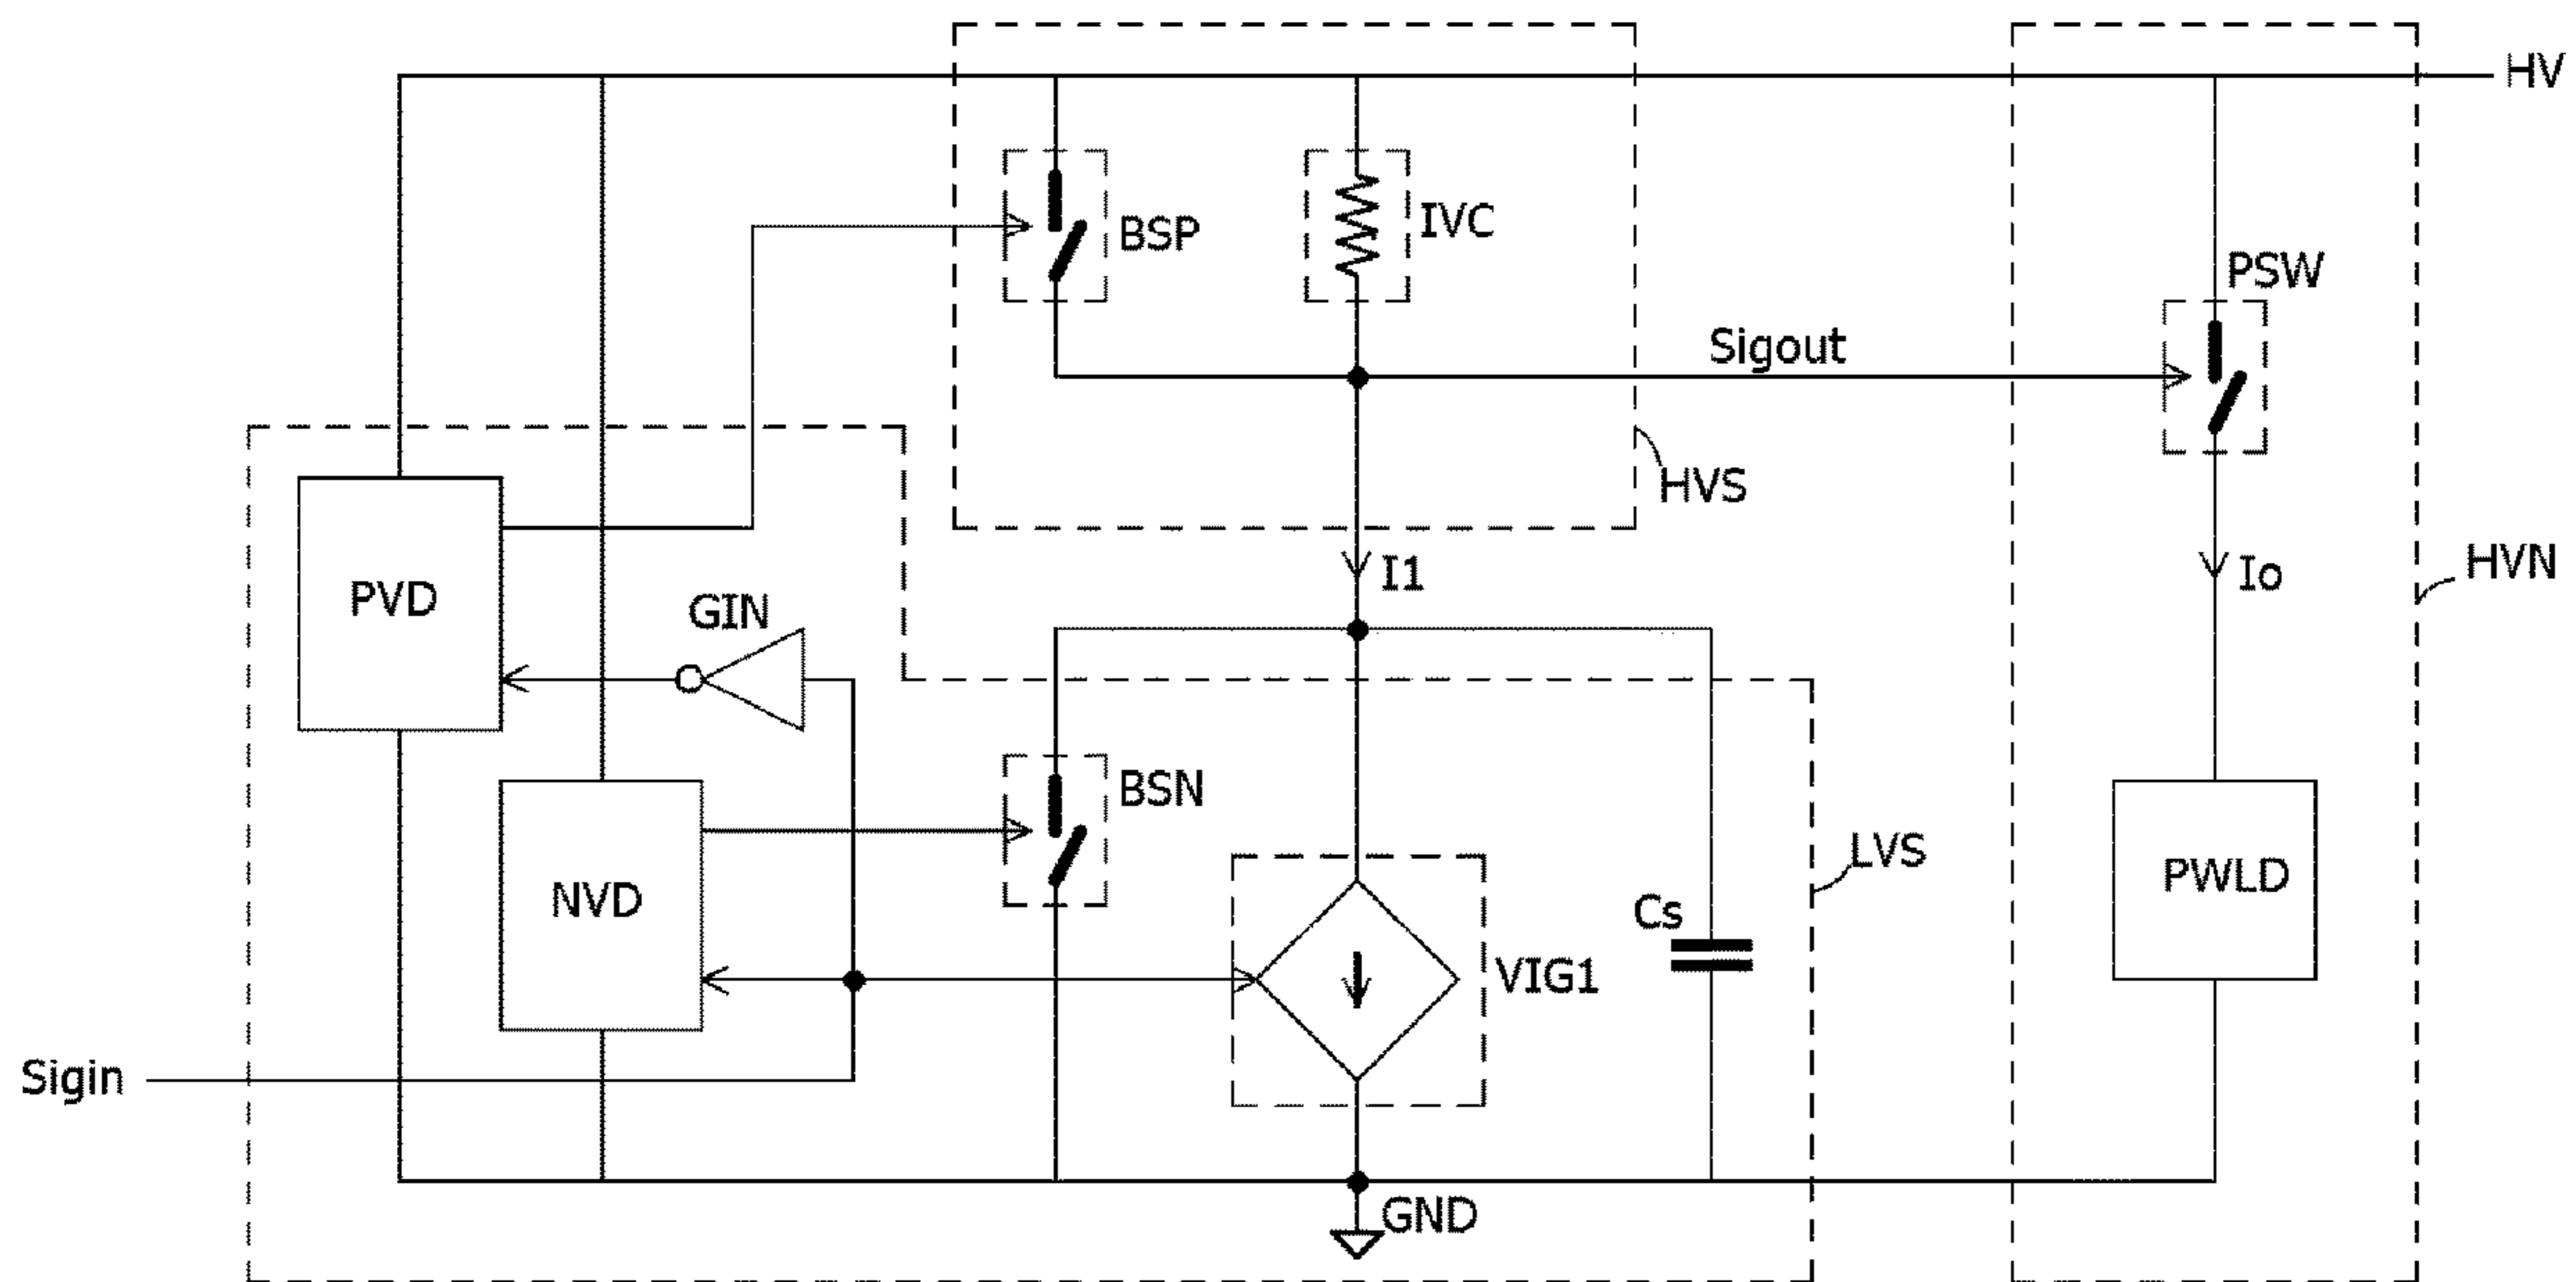 HV
BSP
IVC
PSW
Sigout
HVS
PVD
GIN
I1
Io
HVN
BSN
NVD
LVS
Cs
PWLD
VIG1
Sigin
GND